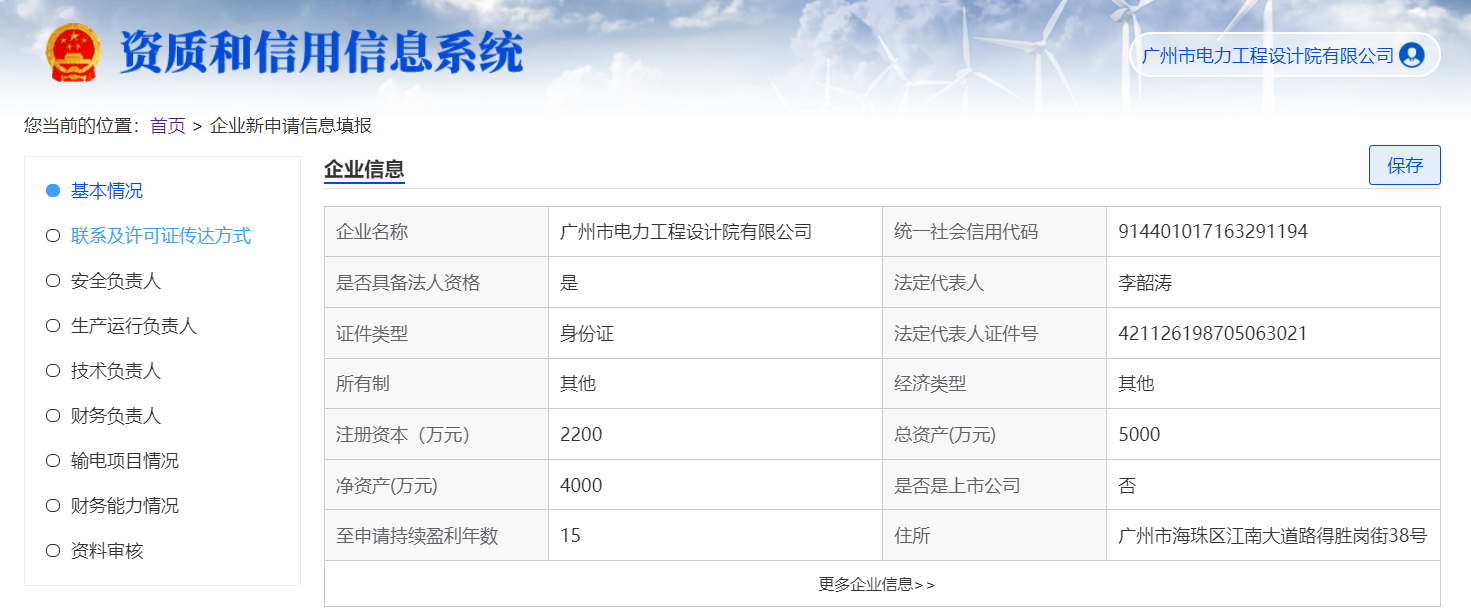 资质和信用信息系统
广州市电力工程设计院有限公司
您当前的位置：首页 > 企业新申请信息填报
基本情况
联系及许可证传达方式
安全负责人
生产运行负责人
技术负责人
财务负责人
输电项目情况
财务能力情况
资料审核
企业信息
保存
企业名称 广州市电力工程设计院有限公司 统一社会信用代码 914401017163291194
是否具备法人资格 是 法定代表人 李韶涛
证件类型 身份证 法定代表人证件号 421126198705063021
所有制 其他 经济类型 其他
注册资本（万元） 2200 总资产(万元) 5000
净资产(万元) 4000 是否是上市公司 否
至申请持续盈利年数 15 住所 广州市海珠区江南大道路得胜岗街38号
更多企业信息>>